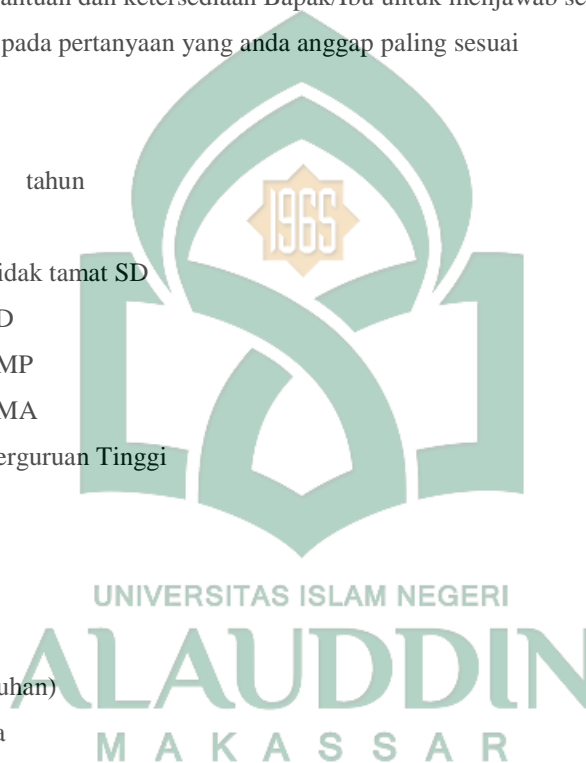 antuan dan ketersediaan Bapak/Ibu untuk menjawab se
pada pertanyaan yang anda anggap paling sesuai
tahun
1965
idak tamat SD
D
MP
MA
erguruan Tinggi
UNIVERSITAS ISLAM NEGERI
ALAUDDIN
uhan)
a
MAKASSAR